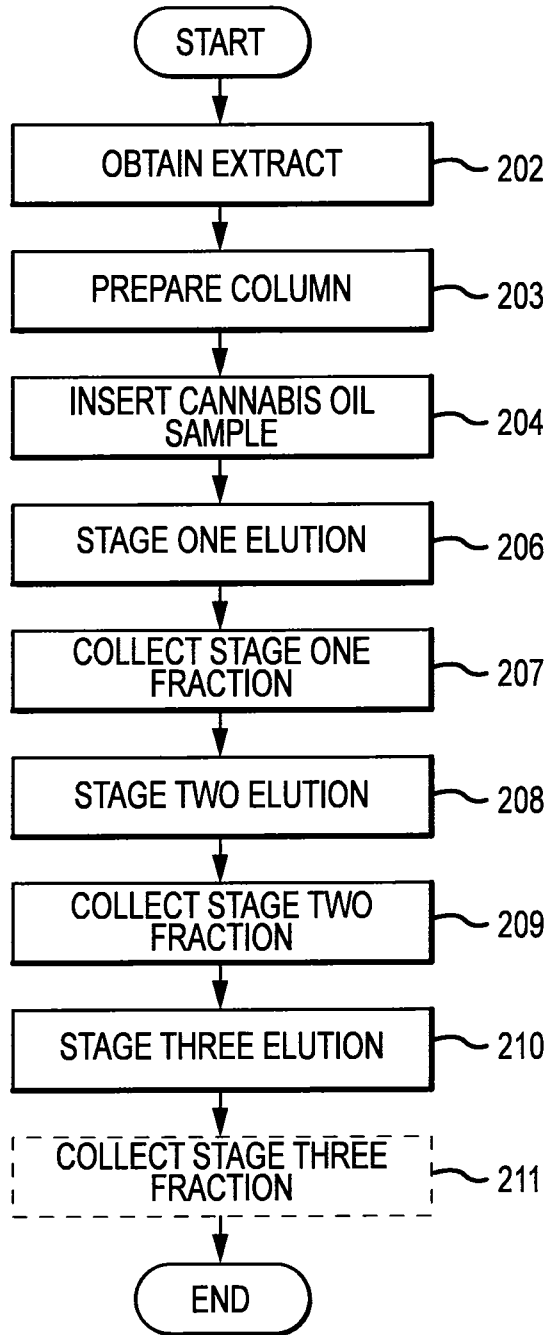 START
OBTAIN EXTRACT
202
PREPARE COLUMN
203
INSERT CANNABIS OIL
SAMPLE
204
STAGE ONE ELUTION
206
COLLECT STAGE ONE
FRACTION
207
STAGE TWO ELUTION
208
COLLECT STAGE TWO
FRACTION
209
STAGE THREE ELUTION
210
COLLECT STAGE THREE
FRACTION
211
END